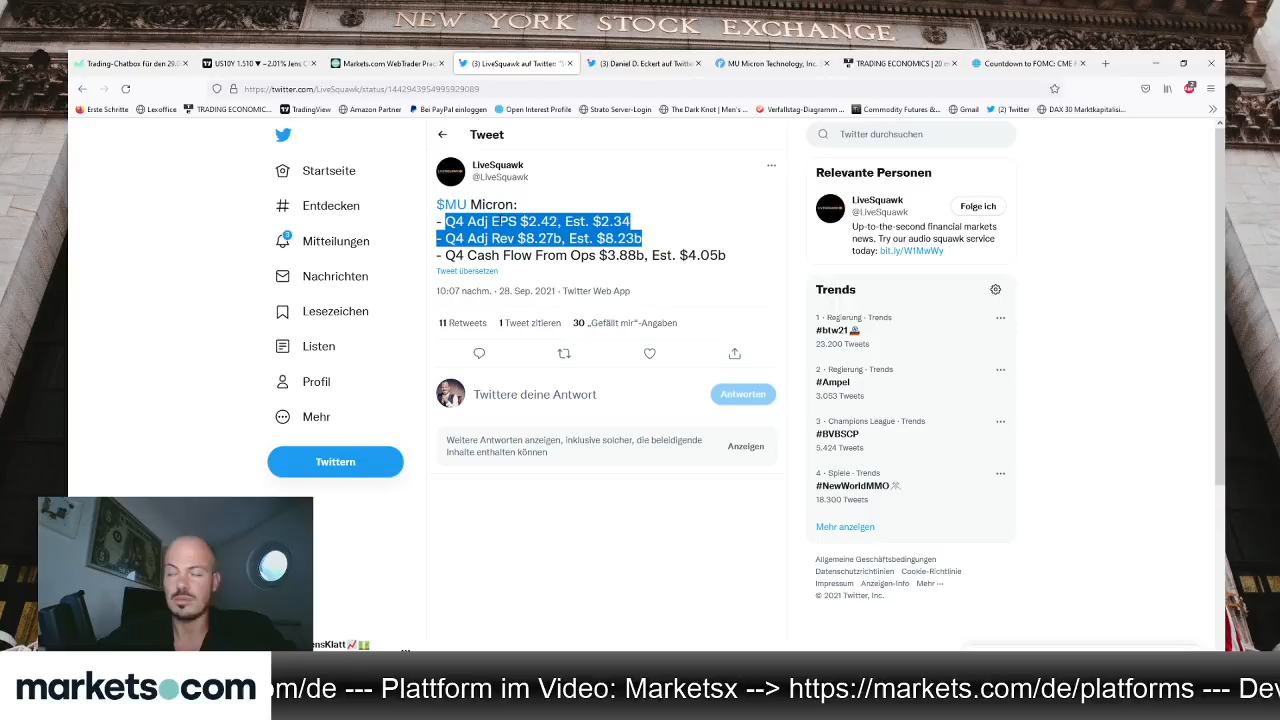 NEW YORK STOCK EXCHANGE
Trading-Chatbox für den 29.0
US10Y 1.510 ▼ −2.01% Jens C
Markets.com WebTrader Prac
(3) LiveSquawk auf Twitter: "
(3) Daniel D. Eckert auf Twitte
MU Micron Technology, Inc.
TRADING ECONOMICS | 20 m
Countdown to FOMC: CME F
https://twitter.com/LiveSquawk/status/1442943954995929089
Erste Schritte
Lexoffice
TRADING ECONOMIC...
TradingView
Amazon Partner
Bei PayPal einloggen
Open Interest Profile
Strato Server-Login
The Dark Knot | Men's ...
Verfallstag-Diagramm ...
Commodity Futures &...
Gmail
(2) Twitter
DAX 30 Marktkapitalisi...
Startseite
Entdecken
3
Mitteilungen
Nachrichten
Lesezeichen
Listen
Profil
Mehr
Twittern
Tweet
LiveSquawk
@LiveSquawk
$MU Micron:
- Q4 Adj EPS $2.42, Est. $2.34
- Q4 Adj Rev $8.27b, Est. $8.23b
- Q4 Cash Flow From Ops $3.88b, Est. $4.05b
Tweet übersetzen
10:07 nachm. · 28. Sep. 2021 · Twitter Web App
11 Retweets 1 Tweet zitieren 30 „Gefällt mir“-Angaben
Twittere deine Antwort
Antworten
Weitere Antworten anzeigen, inklusive solcher, die beleidigende
Inhalte enthalten können
Anzeigen
Twitter durchsuchen
Relevante Personen
LiveSquawk
@LiveSquawk
Folge ich
Up-to-the-second financial markets
news. Try our audio squawk service
today: bit.ly/W1MwWy
Trends
1 · Regierung · Trends
#btw21
23.200 Tweets
2 · Regierung · Trends
#Ampel
3.053 Tweets
3 · Champions League · Trends
#BVBSCP
5.424 Tweets
4 · Spiele · Trends
#NewWorldMMO
18.300 Tweets
Mehr anzeigen
Allgemeine Geschäftsbedingungen
Datenschutzrichtlinien Cookie-Richtlinie
Impressum Anzeigen-Info Mehr ···
© 2021 Twitter, Inc.
ensKlatt
markets.com
om/de --- Plattform im Video: Marketsx --> https://markets.com/de/platforms --- Dev